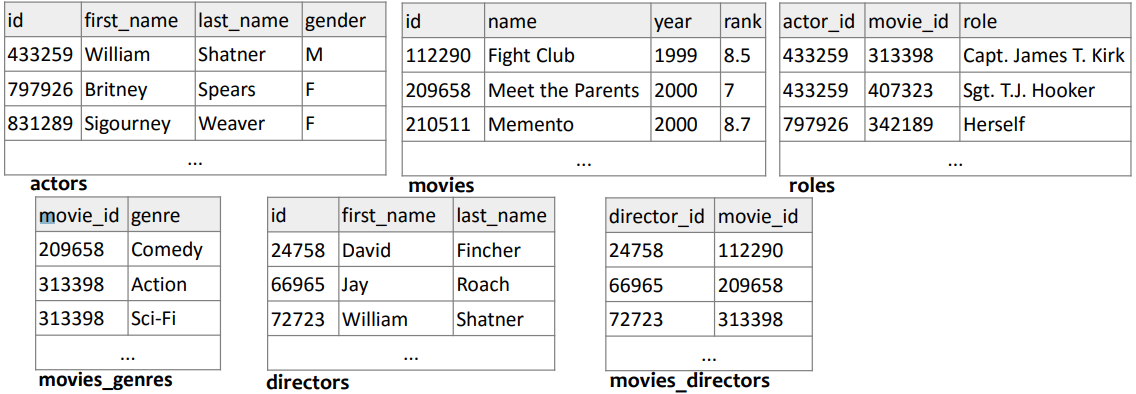 id first_name last_name gender
433259 William Shatner M
797926 Britney Spears F
831289 Sigourney Weaver F
...
actors
id name year rank
112290 Fight Club 1999 8.5
209658 Meet the Parents 2000 7
210511 Memento 2000 8.7
...
movies
actor_id movie_id role
433259 313398 Capt. James T. Kirk
433259 407323 Sgt. T.J. Hooker
797926 342189 Herself
...
roles
movie_id genre
209658 Comedy
313398 Action
313398 Sci-Fi
...
movies_genres
id first_name last_name
24758 David Fincher
66965 Jay Roach
72723 William Shatner
...
directors
director_id movie_id
24758 112290
66965 209658
72723 313398
...
movies_directors